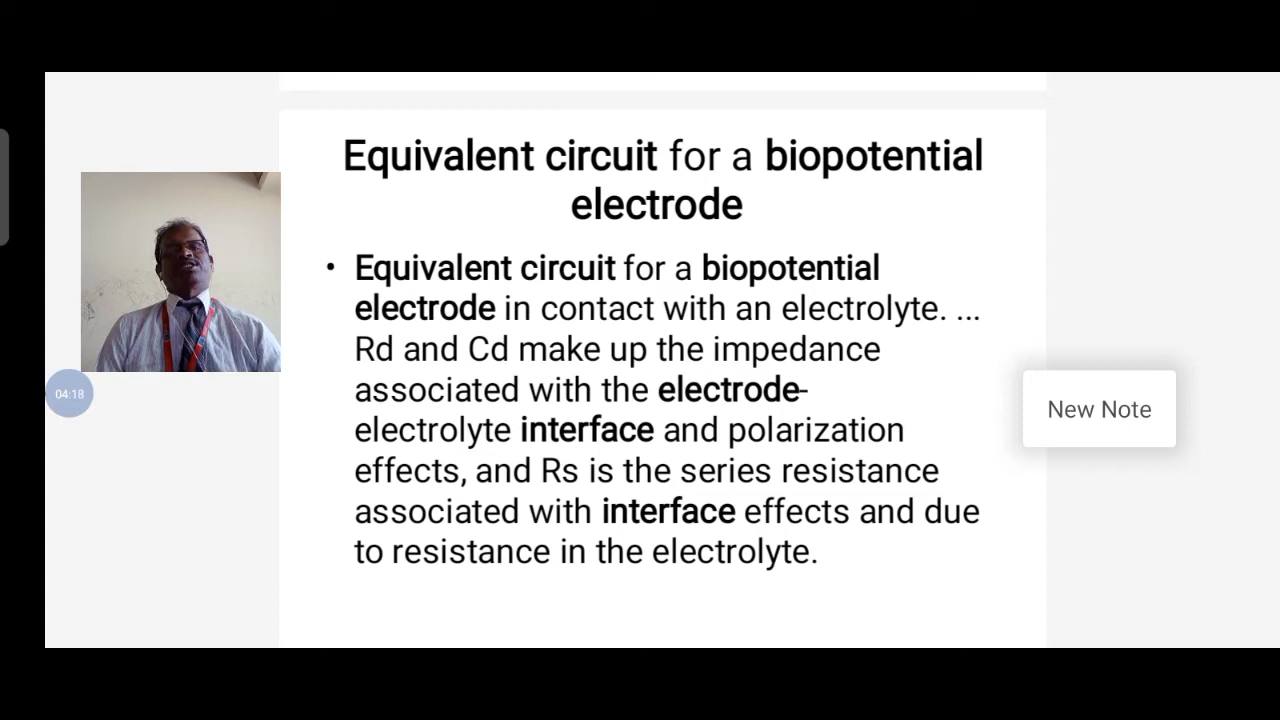 Equivalent circuit for a biopotential
electrode
• Equivalent circuit for a biopotential
electrode in contact with an electrolyte. ...
Rd and Cd make up the impedance
associated with the electrode-
electrolyte interface and polarization
effects, and Rs is the series resistance
associated with interface effects and due
to resistance in the electrolyte.
04:18
New Note